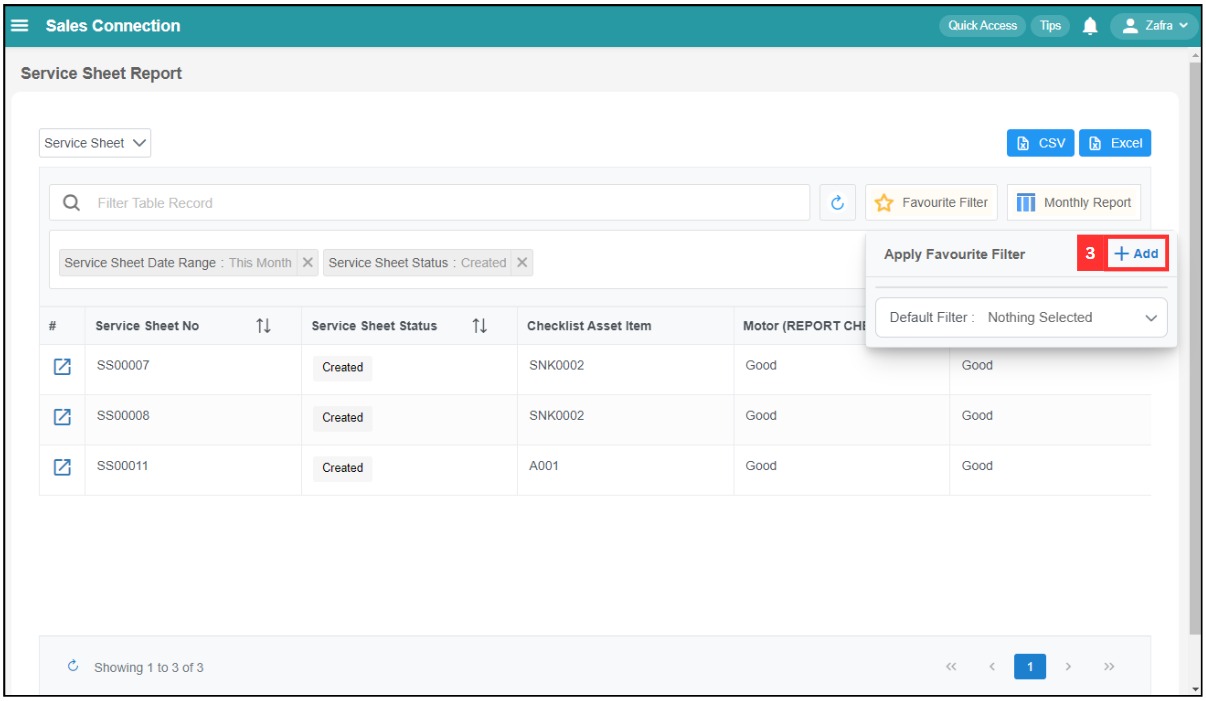 Sales Connection Quick Access Tips Zafra
Service Sheet Report
Service Sheet CSV Excel
Filter Table Record Favourite Filter Monthly Report
Service Sheet Date Range : This Month Service Sheet Status : Created
Apply Favourite Filter 3 + Add
Default Filter : Nothing Selected
# Service Sheet No Service Sheet Status Checklist Asset Item Motor (REPORT CHE
SS00007 Created SNK0002 Good Good
SS00008 Created SNK0002 Good Good
SS00011 Created A001 Good Good
Showing 1 to 3 of 3 << < 1 > >>